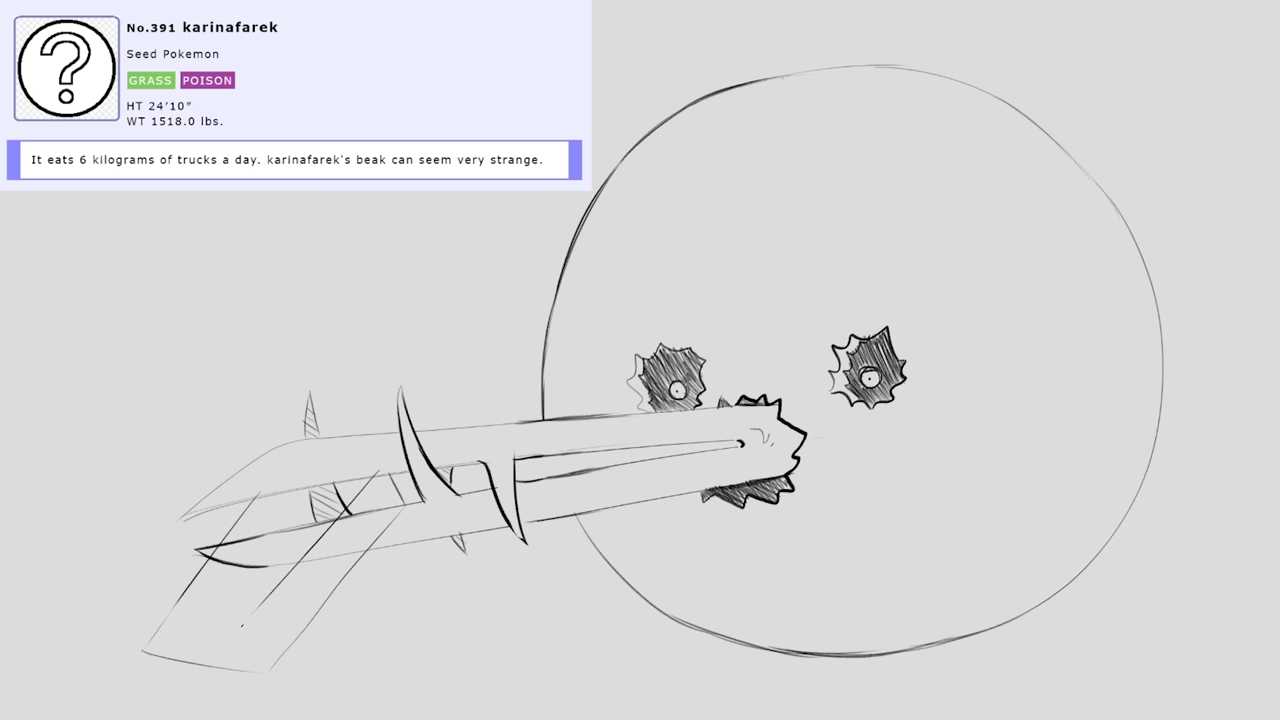 No.391 karinafarek
Seed Pokemon
GRASS POISON
HT 24'10"
WT 1518.0 lbs.
It eats 6 kilograms of trucks a day. karinafarek's beak can seem very strange.